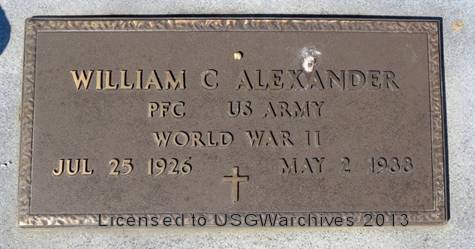 WILLIAM C ALEXANDER
PFC US ARMY
WORLD WAR II
JUL 25 1926 MAY 2 1988
Licensed to USGWarchives 2013